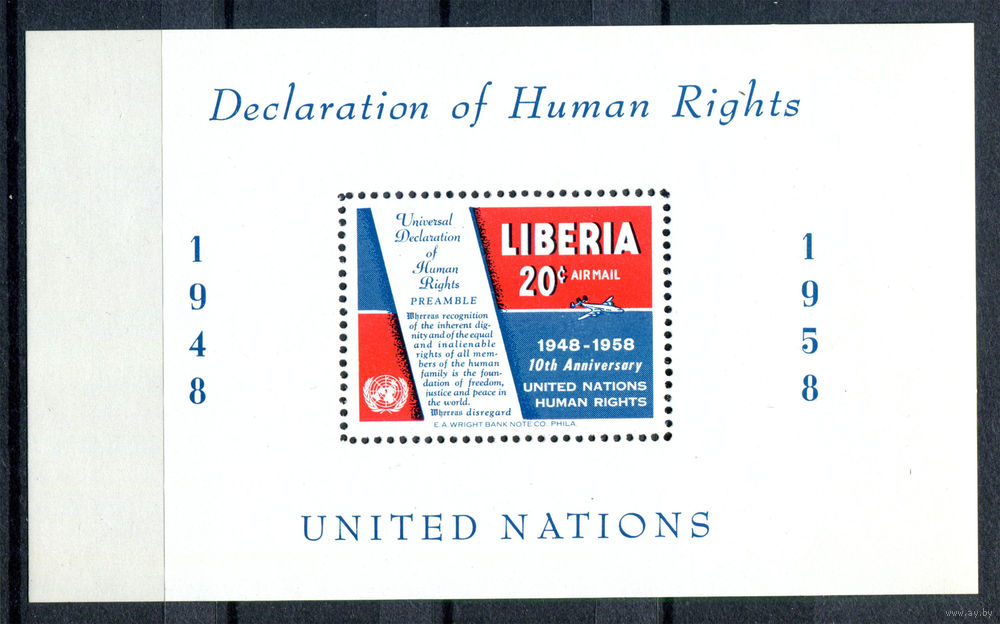 Declaration of Human Rights
1
9
4
8
1
9
5
8
Universal
Declaration
of
Human
Rights
PREAMBLE
Whereas recognition
of the inherent dig-
nity and of the equal
and inalienable
rights of all mem-
bers of the human
family is the foun-
dation of freedom,
justice and peace in
the world.
Whereas disregard
LIBERIA
20¢ AIR MAIL
1948-1958
10th Anniversary
UNITED NATIONS
HUMAN RIGHTS
E. A. WRIGHT BANK NOTE CO., PHILA.
UNITED NATIONS
www.ay.by